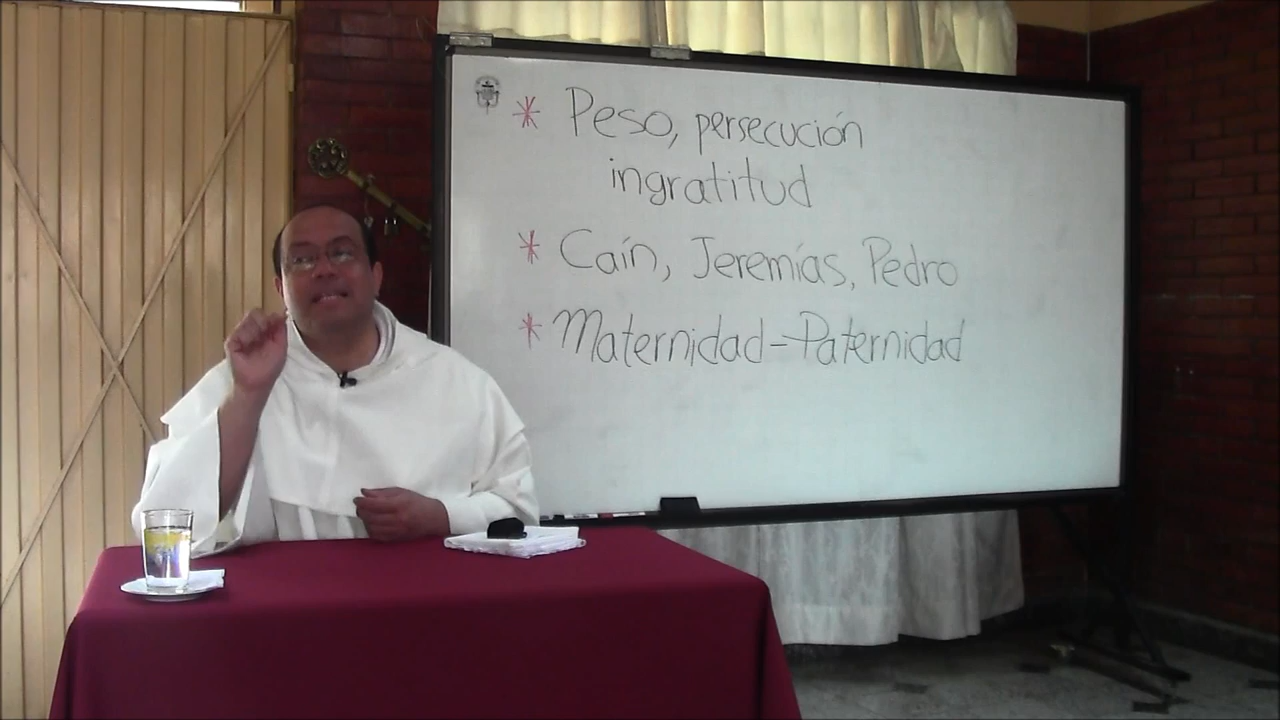 * Peso, persecución
ingratitud
* Caín, Jeremías, Pedro
* Maternidad-Paternidad